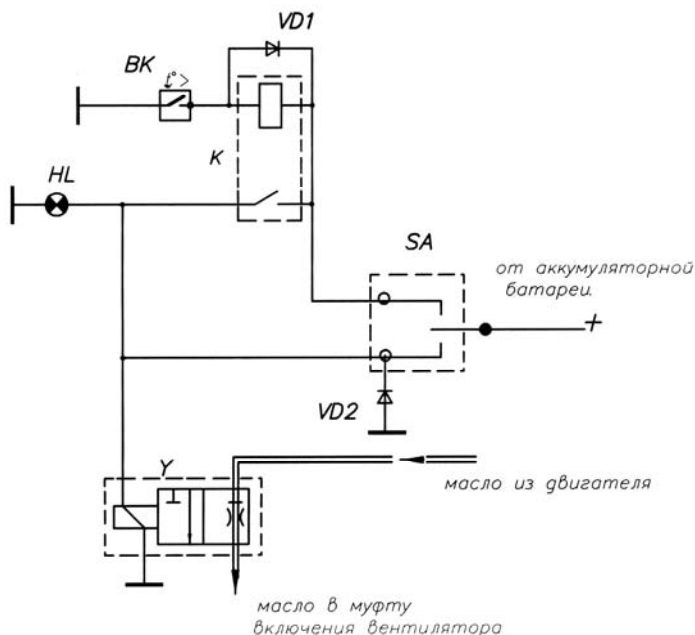 VD1
BK
t°>
K
HL
SA
от аккумуляторной
батареи.
+
VD2
Y
масло из двигателя
масло в муфту
включения вентилятора